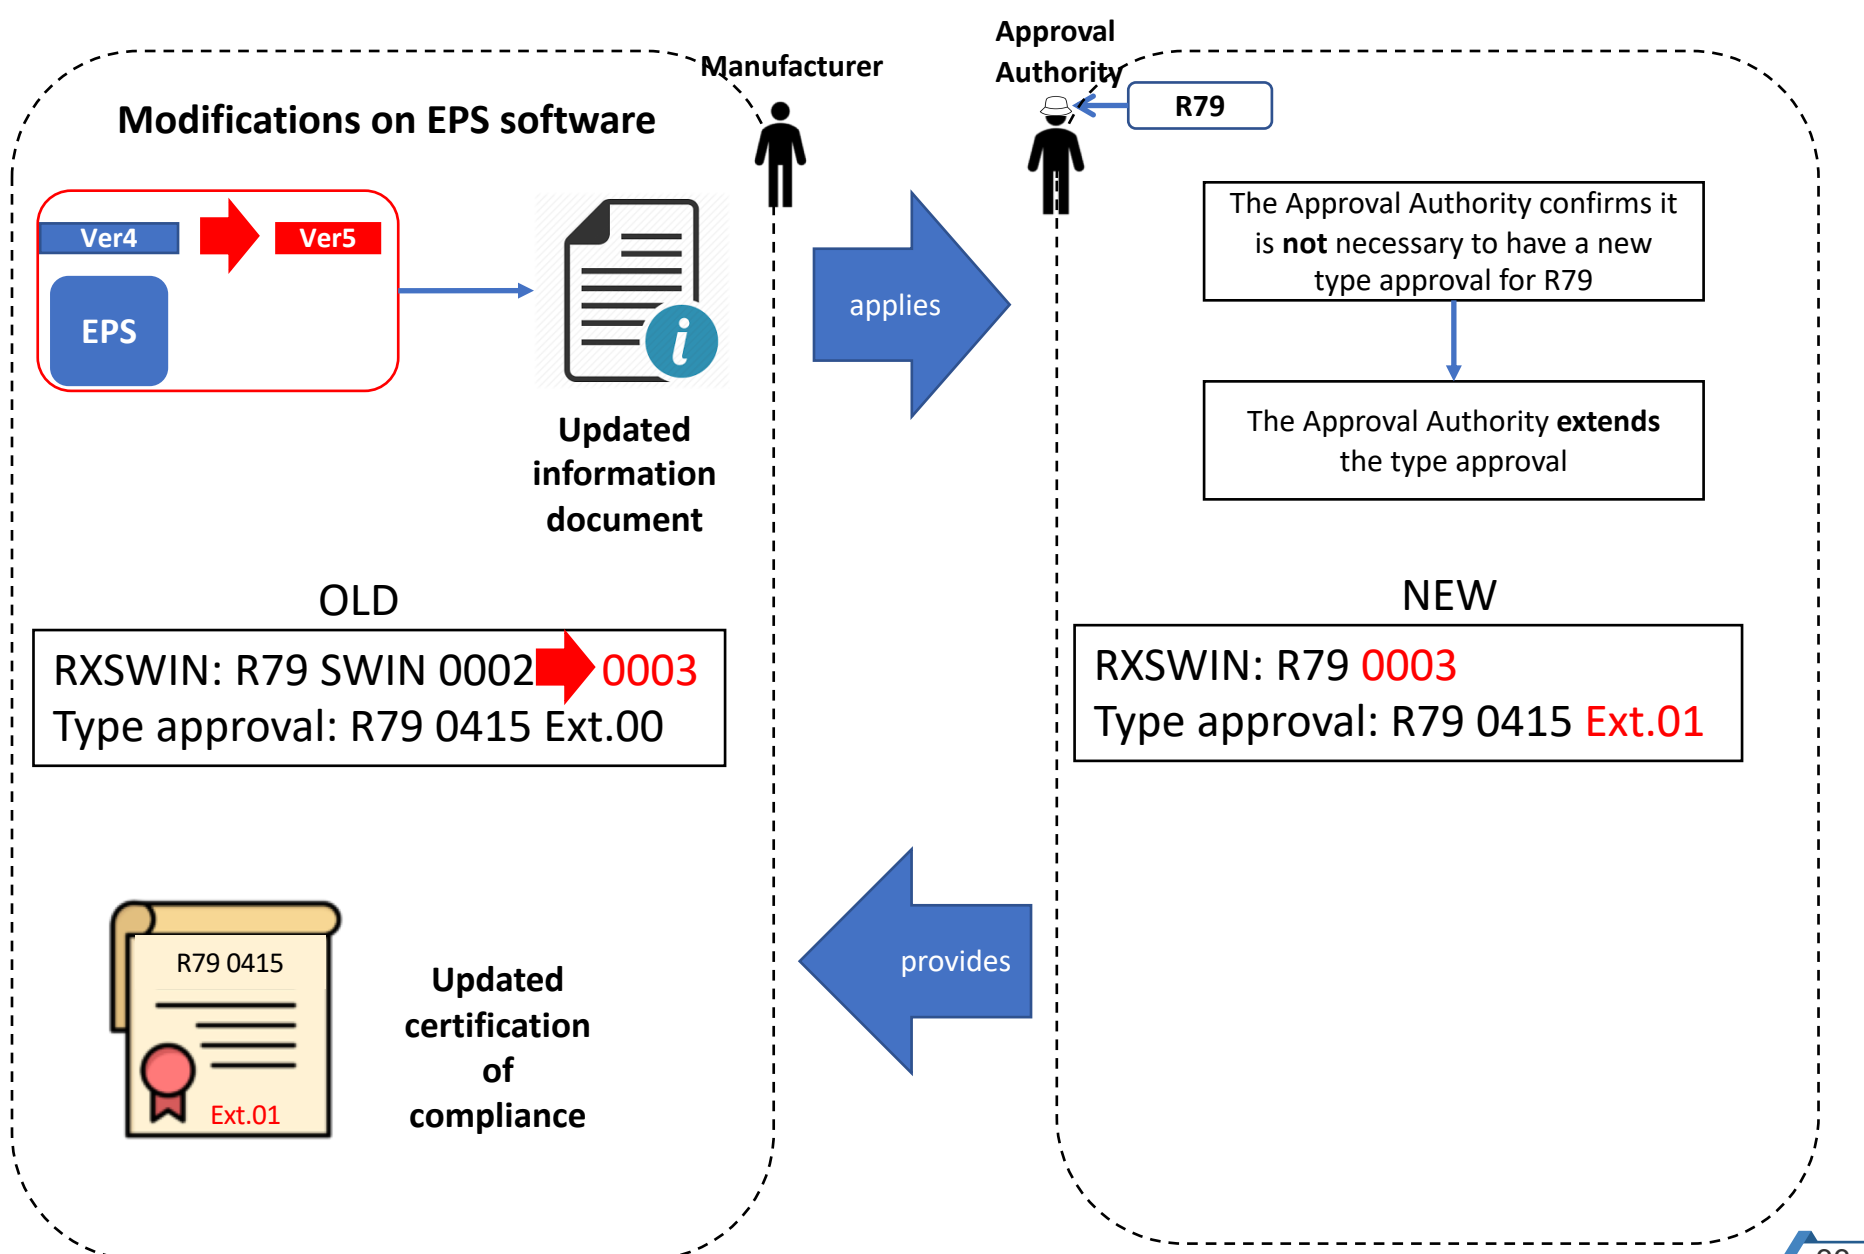 Manufacturer
Approval
Authority
R79
Modifications on EPS software
Ver4
Ver5
EPS
i
Updated
information
document
applies
The Approval Authority confirms it
is not necessary to have a new
type approval for R79
The Approval Authority extends
the type approval
OLD
RXSWIN: R79 SWIN 0002 0003
Type approval: R79 0415 Ext.00
NEW
RXSWIN: R79 0003
Type approval: R79 0415 Ext.01
provides
R79 0415
Ext.01
Updated
certification
of
compliance